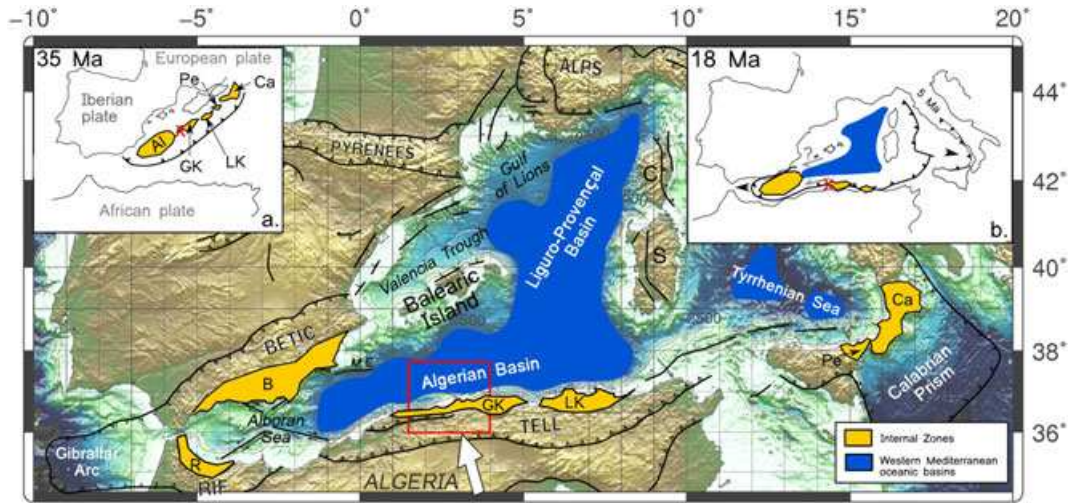 -10° -5° 0° 5° 10° 15° 20°
35 Ma
European plate
Pe
Ca
Iberian
plate
Al
GK
LK
African plate
a.
18 Ma
5 Ma
b.
ALPS
44°
PYRENEES
Gulf
of Lions
C
42°
Liguro-Provençal
Basin
S
Valencia Trough
40°
Balearic
Island
Tyrrhenian Sea
Ca
BETIC
38°
B
Algerian Basin
Pe
Calabrian
Prism
GK
LK
Alboran
Sea
TELL
Gibraltar
Arc
R
RIF
ALGERIA
36°
Internal Zones
Western Mediterranean
oceanic basins